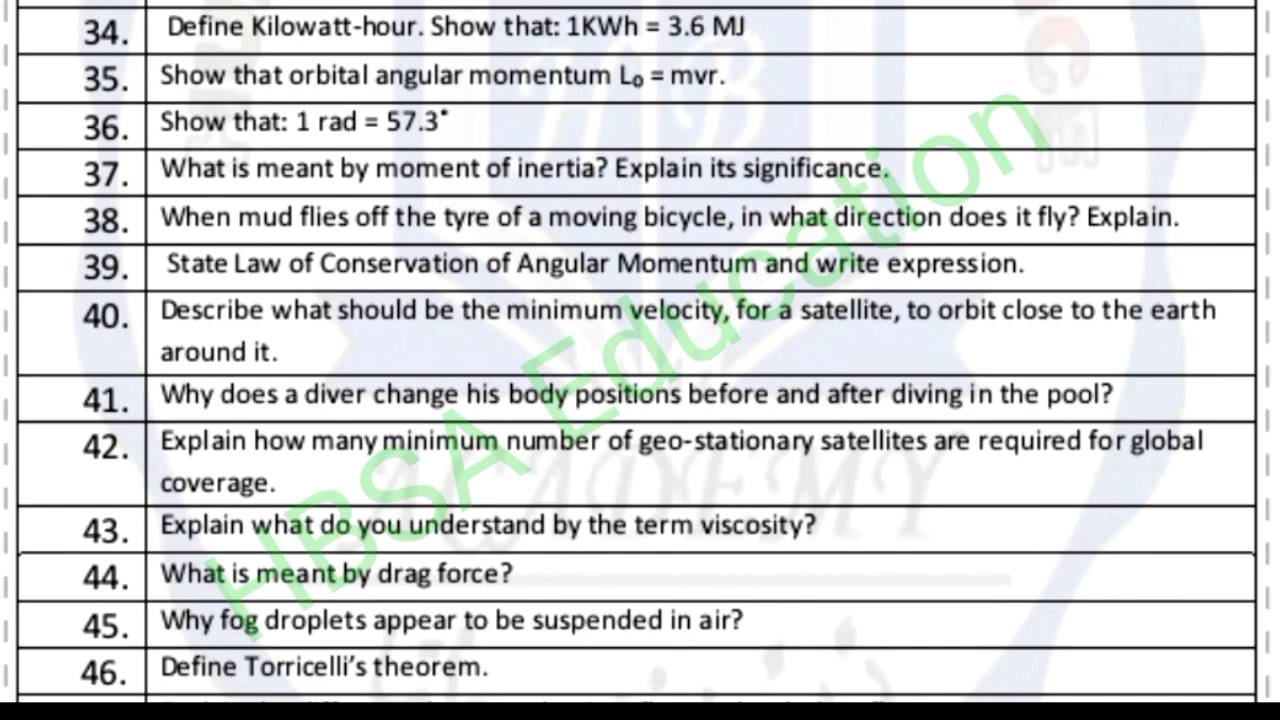 34. Define Kilowatt-hour. Show that: 1KWh = 3.6 MJ
35. Show that orbital angular momentum L₀ = mvr.
36. Show that: 1 rad = 57.3°
37. What is meant by moment of inertia? Explain its significance.
38. When mud flies off the tyre of a moving bicycle, in what direction does it fly? Explain.
39. State Law of Conservation of Angular Momentum and write expression.
40. Describe what should be the minimum velocity, for a satellite, to orbit close to the earth
around it.
41. Why does a diver change his body positions before and after diving in the pool?
42. Explain how many minimum number of geo-stationary satellites are required for global
coverage.
43. Explain what do you understand by the term viscosity?
44. What is meant by drag force?
45. Why fog droplets appear to be suspended in air?
46. Define Torricelli's theorem.
HBSA Education